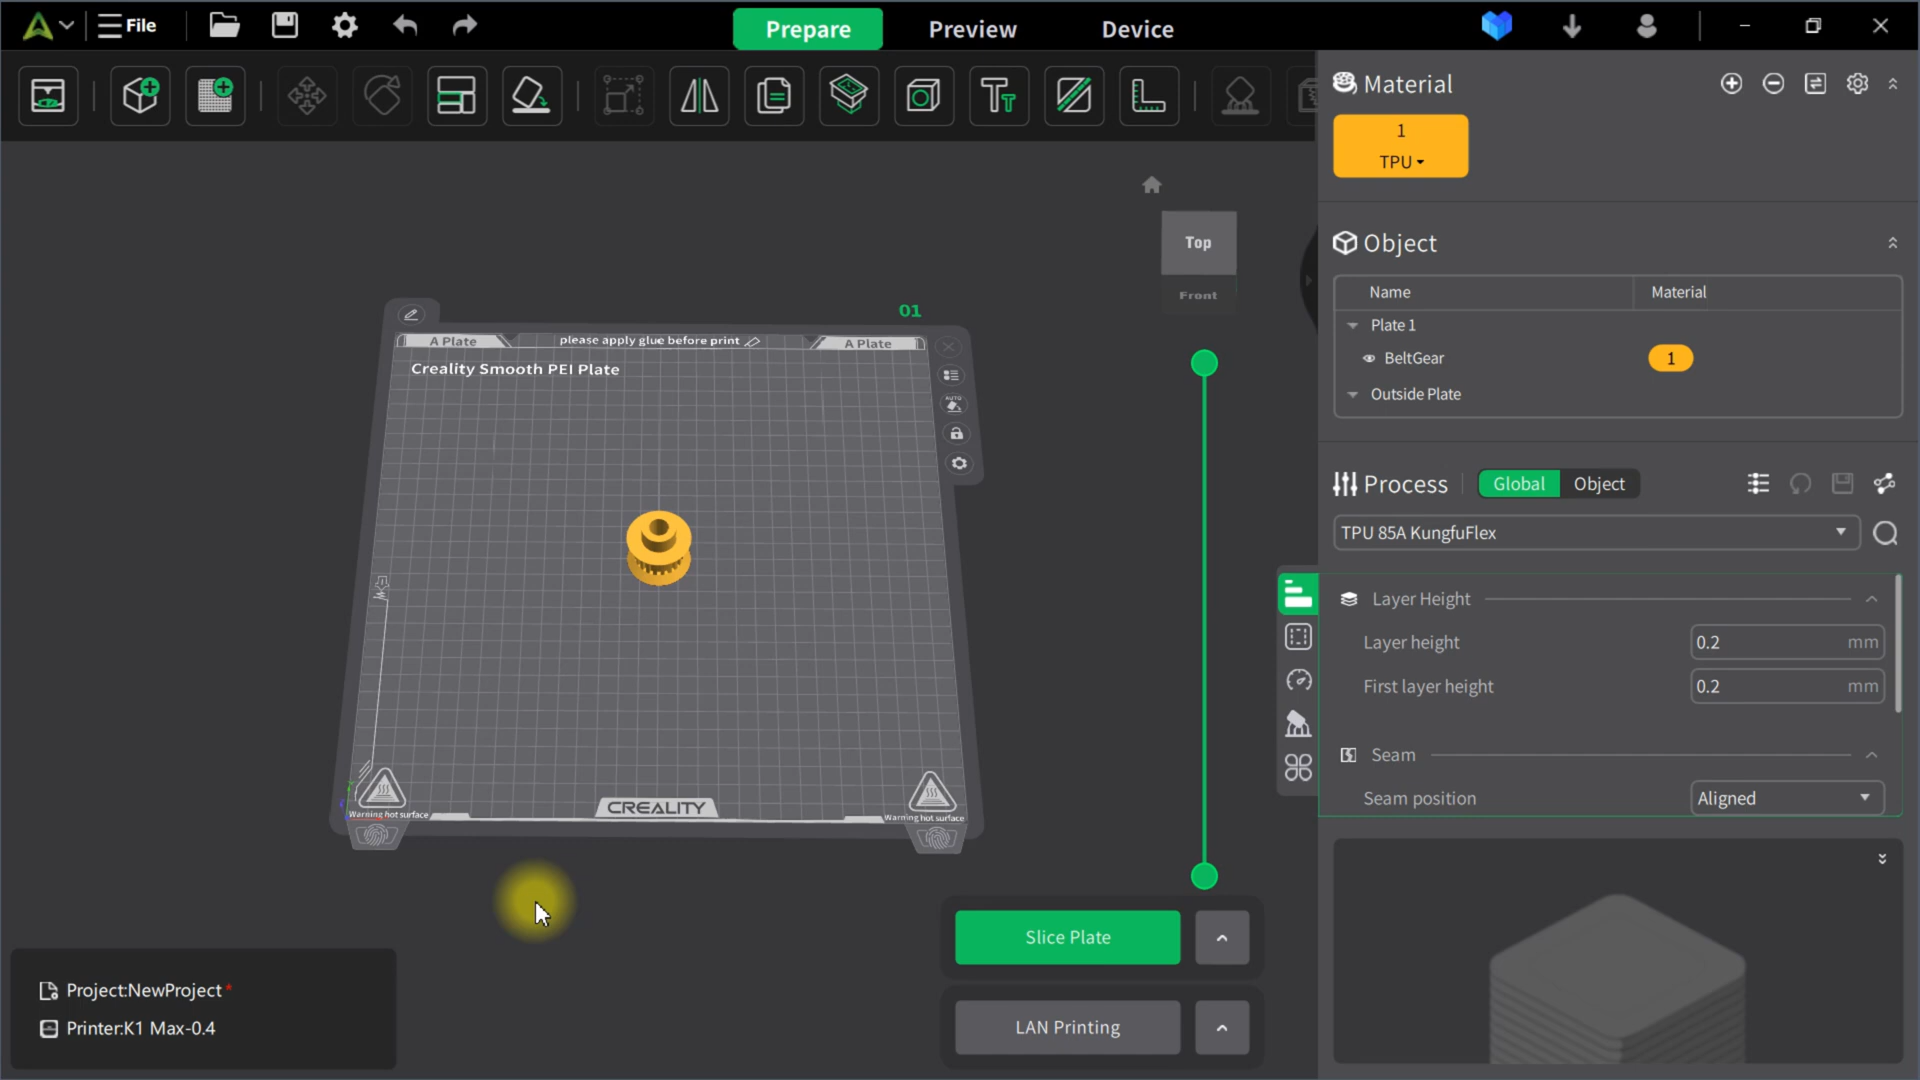 File
Prepare
Preview
Device
Material
1
TPU
Top
Front
Object
Name
Material
Plate 1
BeltGear
1
Outside Plate
01
A Plate
please apply glue before print
A Plate
Creality Smooth PEI Plate
AUTO
Process
Global
Object
TPU 85A KungfuFlex
Layer Height
Layer height
0.2
mm
First layer height
0.2
mm
Seam
Seam position
Aligned
Warning hot surface
CREALITY
Warning hot surface
Slice Plate
LAN Printing
Project:NewProject*
Printer:K1 Max-0.4